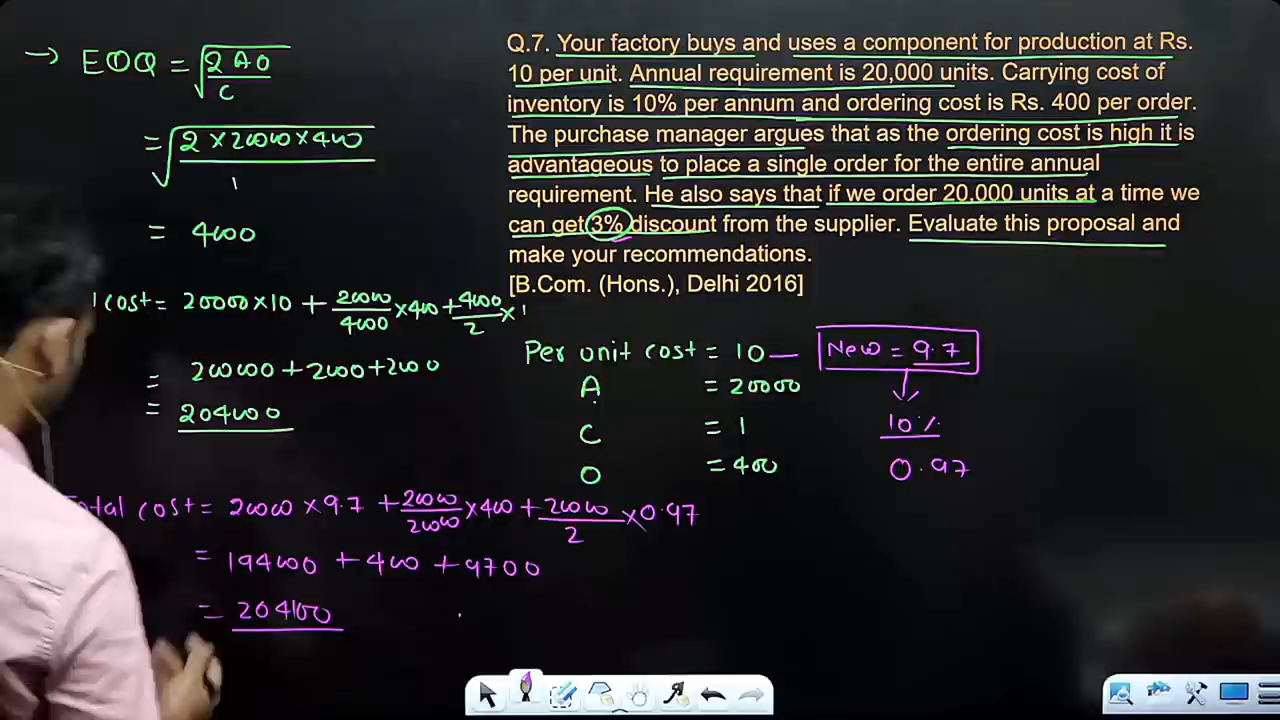 → EOQ = √2AO
C
= √2 × 20000 × 400
1
= 4000
cost = 20000 × 10 + 20000/4000 × 400 + 4000/2 ×
= 200000 + 2000 + 2000
= 204000
Total cost = 20000 × 9.7 + 20000/20000 × 400 + 20000/2 × 0.97
= 194000 + 400 + 9700
= 204100
Q.7. Your factory buys and uses a component for production at Rs.
10 per unit. Annual requirement is 20,000 units. Carrying cost of
inventory is 10% per annum and ordering cost is Rs. 400 per order.
The purchase manager argues that as the ordering cost is high it is
advantageous to place a single order for the entire annual
requirement. He also says that if we order 20,000 units at a time we
can get 3% discount from the supplier. Evaluate this proposal and
make your recommendations.
[B.Com. (Hons.), Delhi 2016]
Per unit cost = 10 — New = 9.7
A = 20000
C = 1 10%
O = 400 0.97